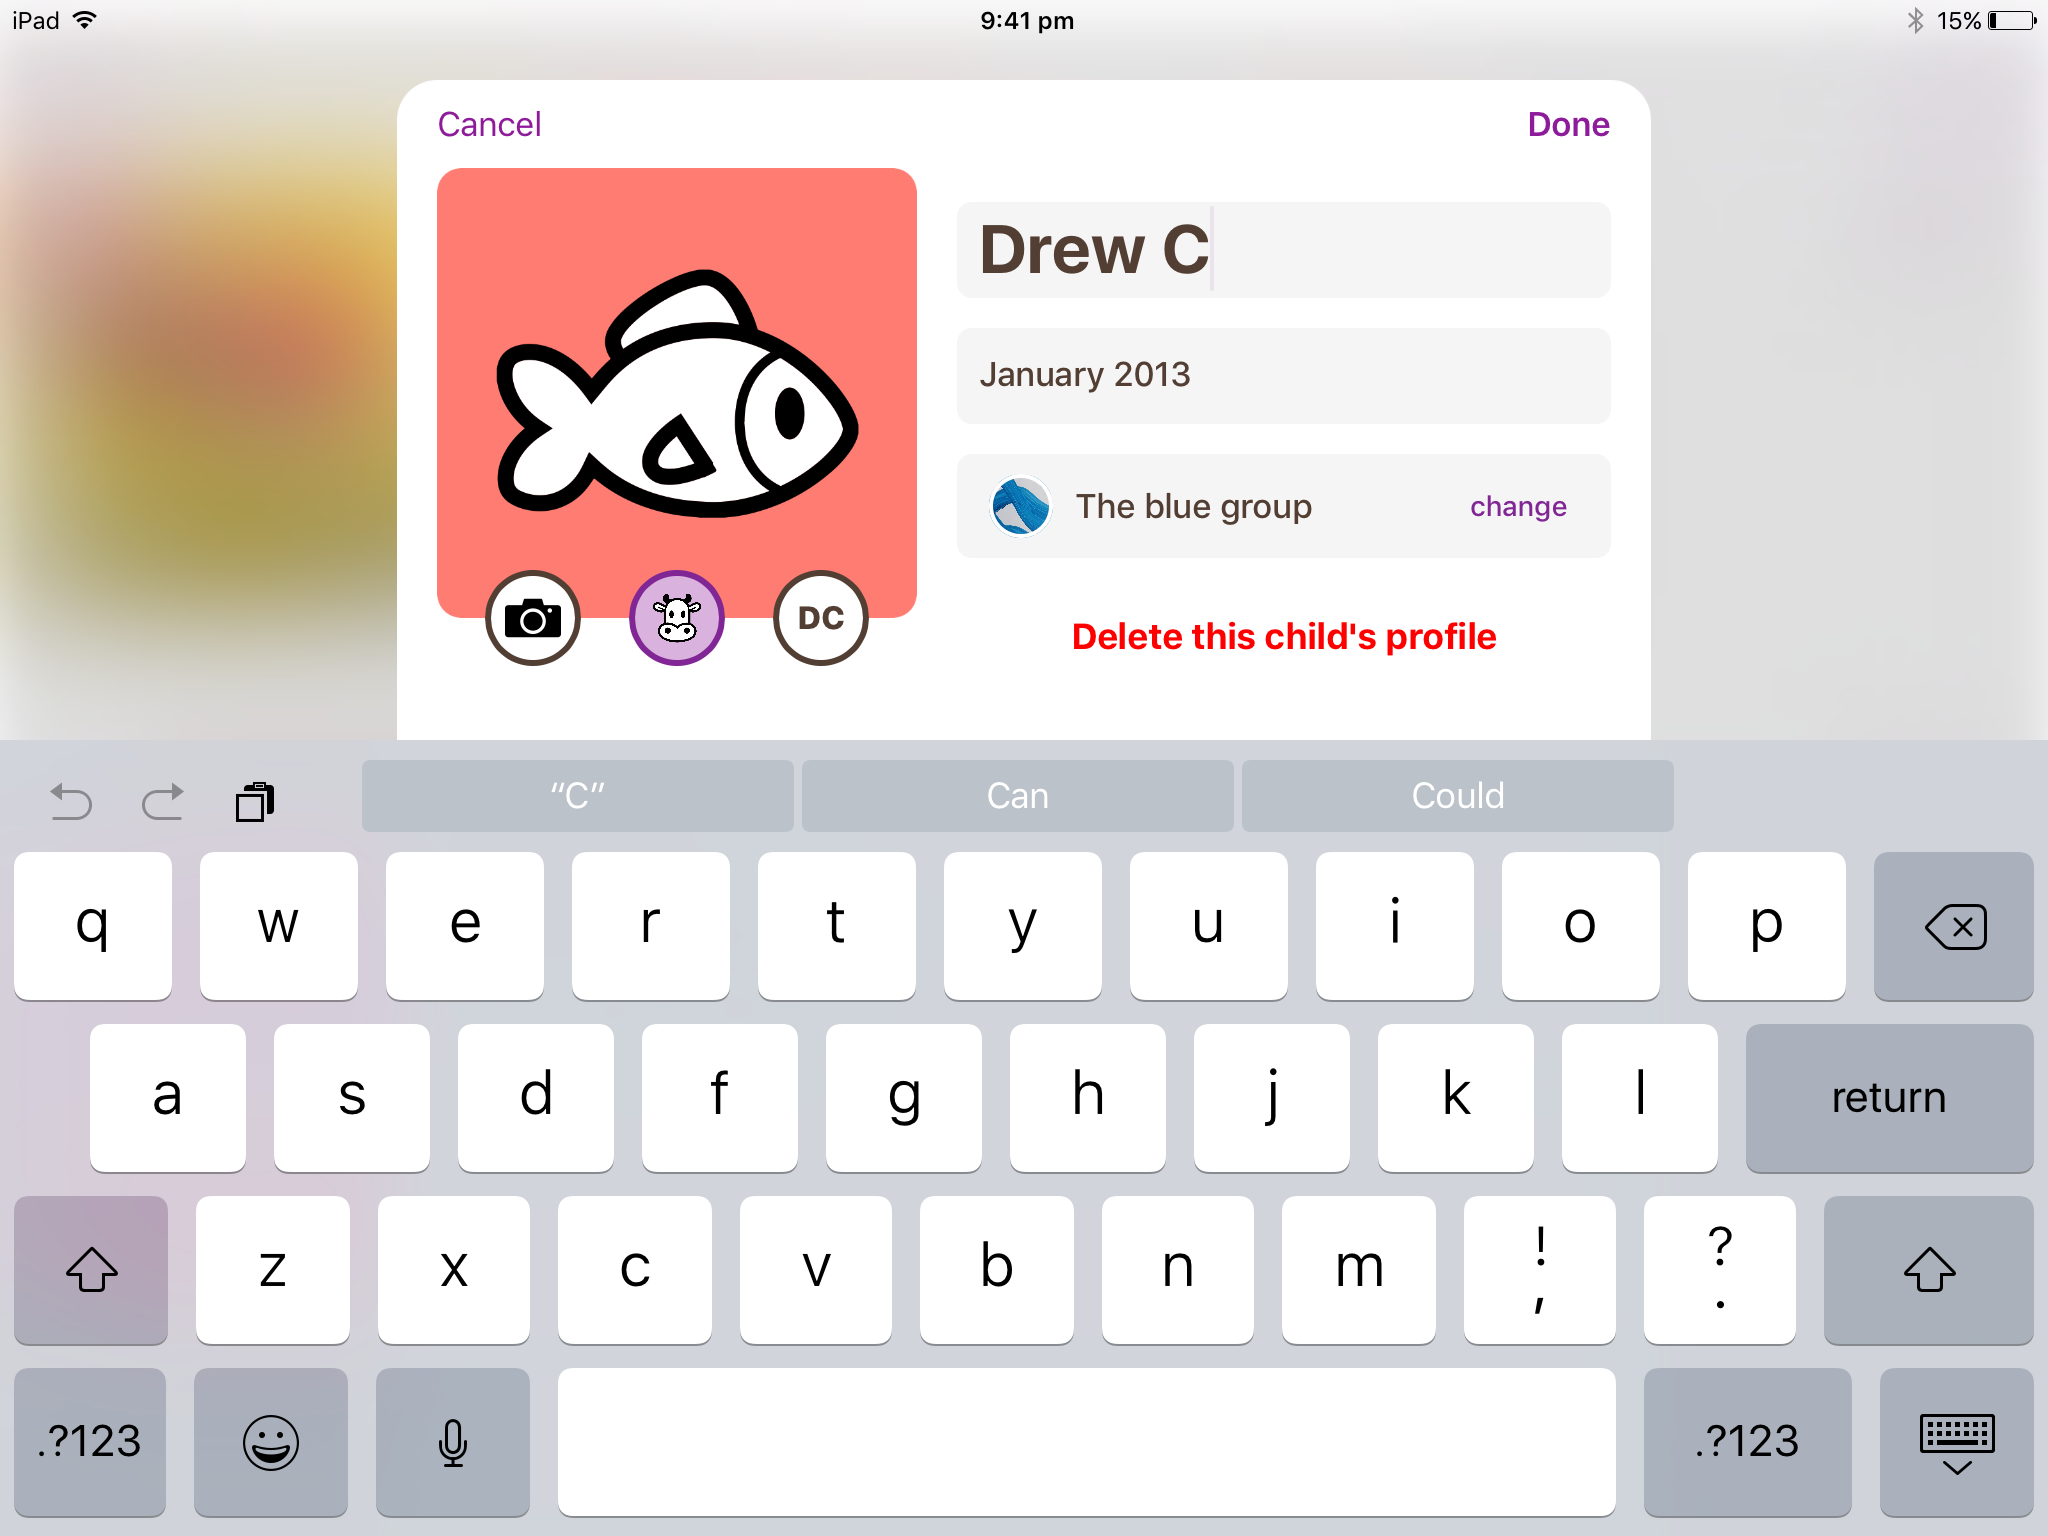 iPad 9:41 pm 15%
Cancel Done
Drew C
January 2013
The blue group change
DC
Delete this child's profile
“C” Can Could
q w e r t y u i o p
a s d f g h j k l return
z x c v b n m ! , ? .
.?123 .?123